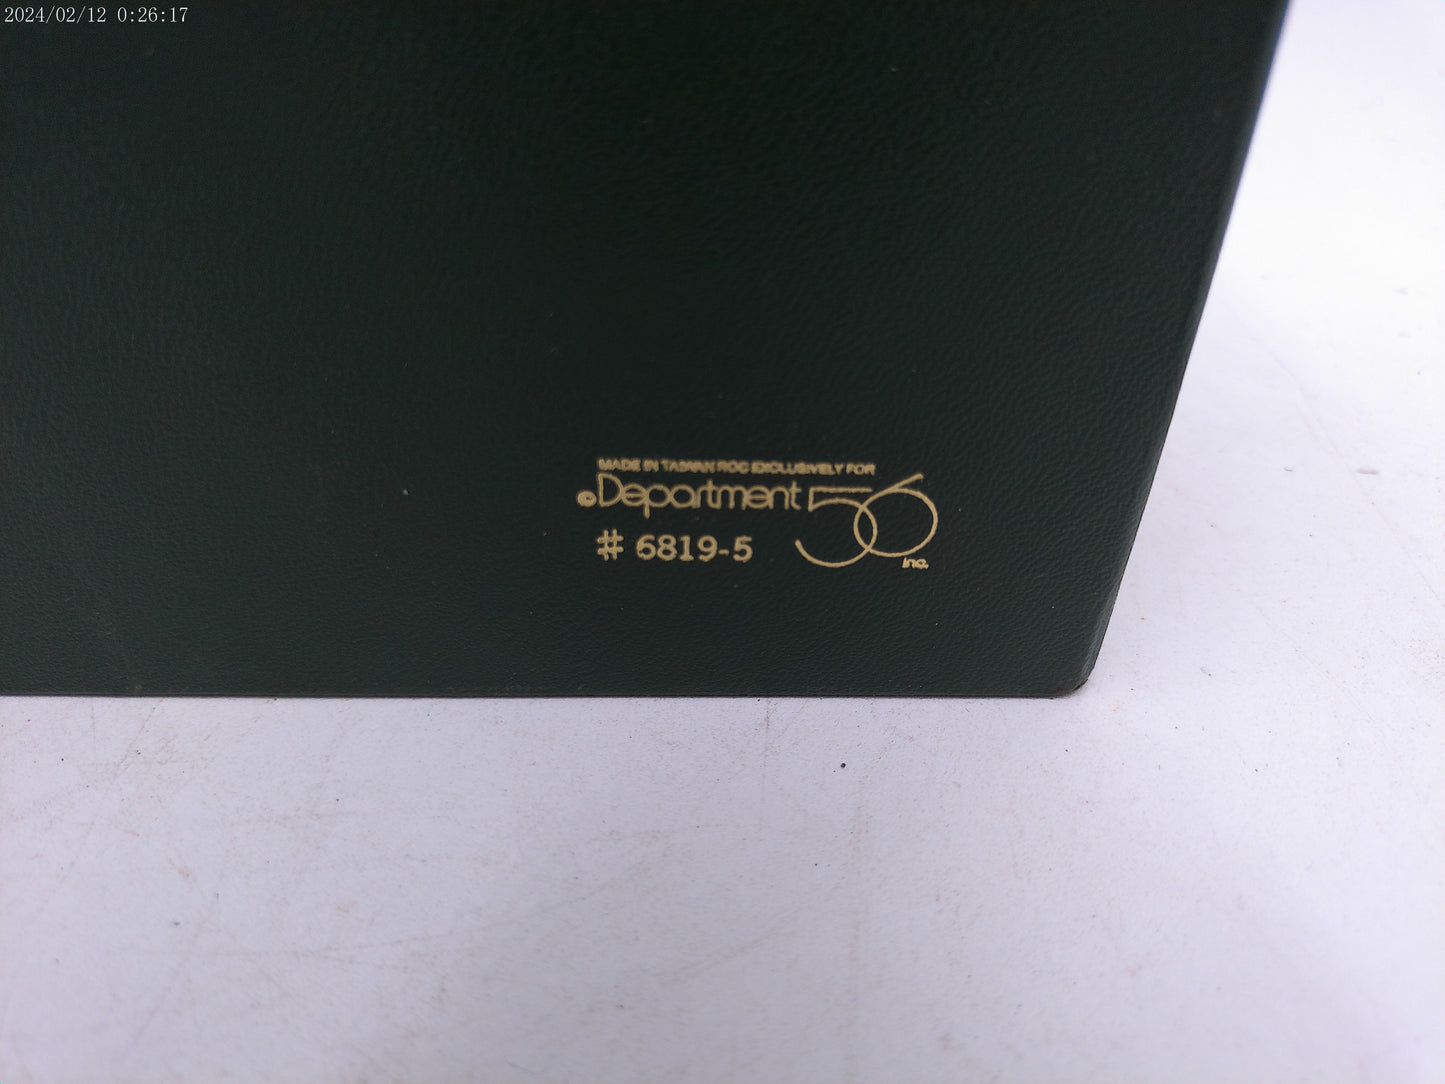 2024/02/12 0:26:17
MADE IN TAIWAN ROC EXCLUSIVELY FOR
©Department 56
inc.
# 6819-5